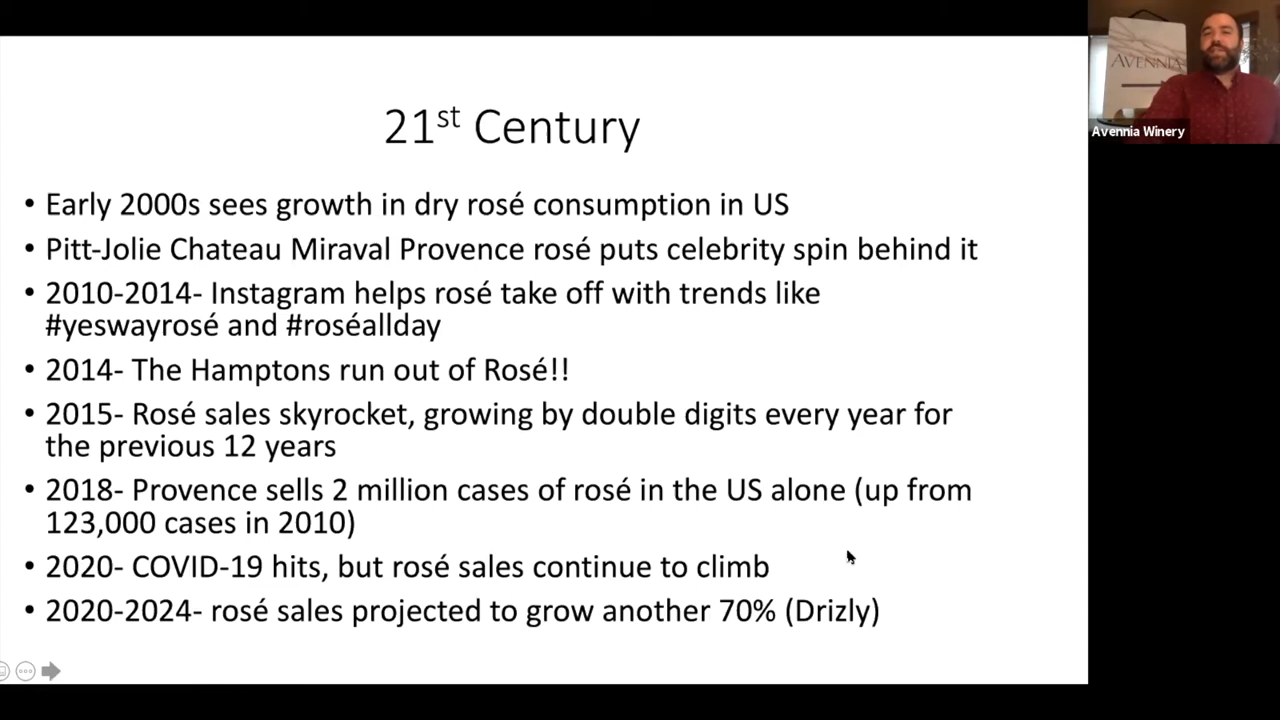 21st Century
• Early 2000s sees growth in dry rosé consumption in US
• Pitt-Jolie Chateau Miraval Provence rosé puts celebrity spin behind it
• 2010-2014- Instagram helps rosé take off with trends like
#yeswayrosé and #roséallday
• 2014- The Hamptons run out of Rosé!!
• 2015- Rosé sales skyrocket, growing by double digits every year for
the previous 12 years
• 2018- Provence sells 2 million cases of rosé in the US alone (up from
123,000 cases in 2010)
• 2020- COVID-19 hits, but rosé sales continue to climb
• 2020-2024- rosé sales projected to grow another 70% (Drizly)
AVENNIA
Avennia Winery